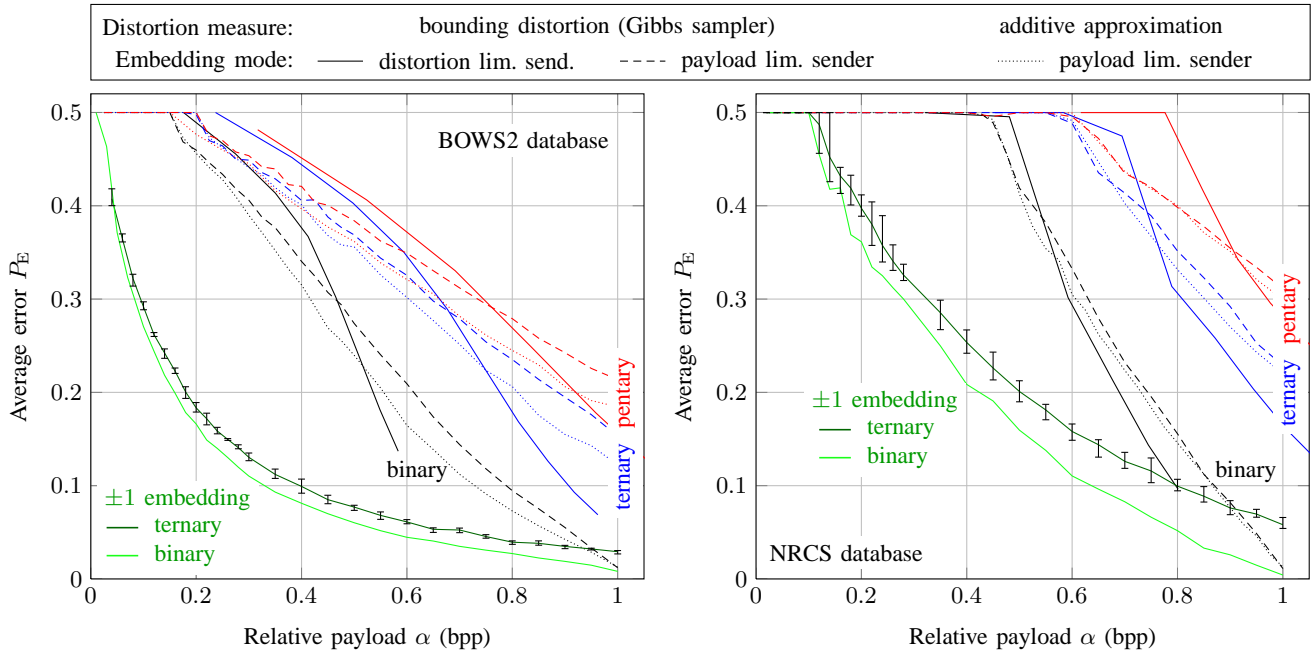 Distortion measure: bounding distortion (Gibbs sampler) additive approximation
Embedding mode: distortion lim. send. payload lim. sender payload lim. sender
0.5
0.4
0.3
0.2
0.1
0
Average error P_E
BOWS2 database
binary
ternary
pentary
±1 embedding
ternary
binary
0 0.2 0.4 0.6 0.8 1
Relative payload α (bpp)
0.5
0.4
0.3
0.2
0.1
0
Average error P_E
pentary
ternary
±1 embedding
ternary
binary
binary
NRCS database
0 0.2 0.4 0.6 0.8 1
Relative payload α (bpp)